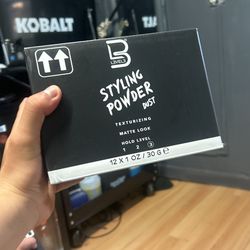 KOBALT
L3
LEVEL3
STYLING
POWDER
DUST
TEXTURIZING
MATTE LOOK
HOLD LEVEL
1 2 3
12 X 1 OZ / 30 G ℮